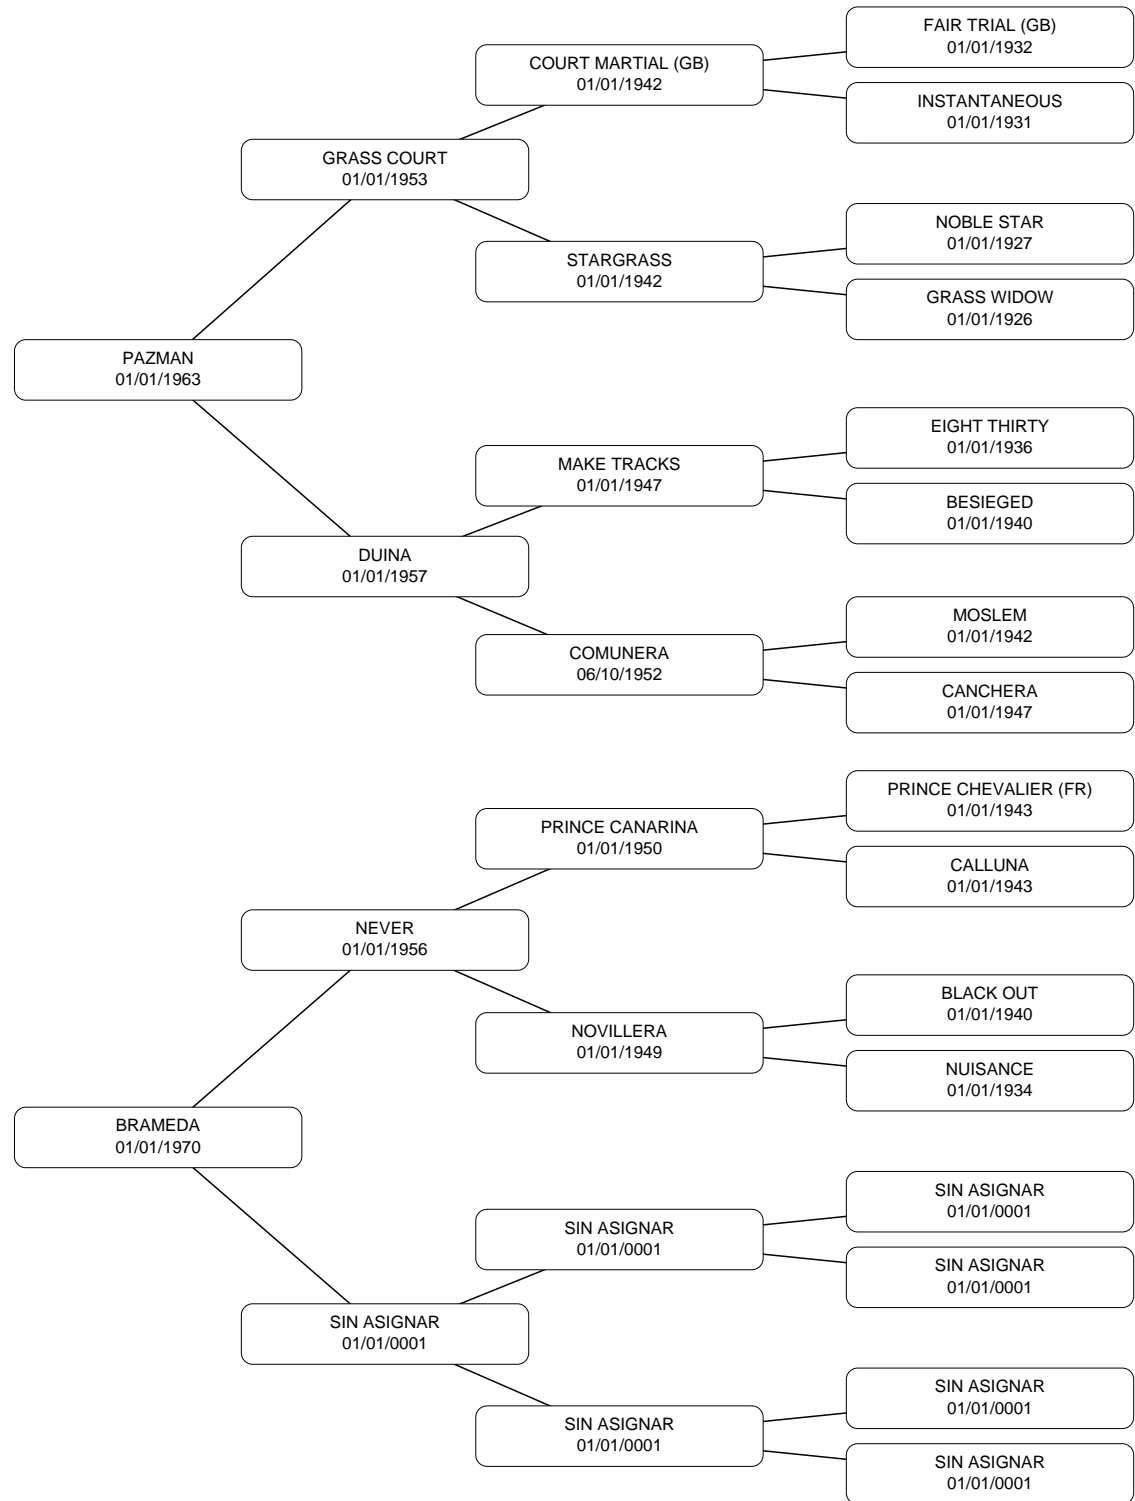 FAIR TRIAL (GB)
01/01/1932
COURT MARTIAL (GB)
01/01/1942
INSTANTANEOUS
01/01/1931
GRASS COURT
01/01/1953
NOBLE STAR
01/01/1927
STARGRASS
01/01/1942
GRASS WIDOW
01/01/1926
PAZMAN
01/01/1963
EIGHT THIRTY
01/01/1936
MAKE TRACKS
01/01/1947
BESIEGED
01/01/1940
DUINA
01/01/1957
MOSLEM
01/01/1942
COMUNERA
06/10/1952
CANCHERA
01/01/1947
PRINCE CHEVALIER (FR)
01/01/1943
PRINCE CANARINA
01/01/1950
CALLUNA
01/01/1943
NEVER
01/01/1956
BLACK OUT
01/01/1940
NOVILLERA
01/01/1949
NUISANCE
01/01/1934
BRAMEDA
01/01/1970
SIN ASIGNAR
01/01/0001
SIN ASIGNAR
01/01/0001
SIN ASIGNAR
01/01/0001
SIN ASIGNAR
01/01/0001
SIN ASIGNAR
01/01/0001
SIN ASIGNAR
01/01/0001
SIN ASIGNAR
01/01/0001